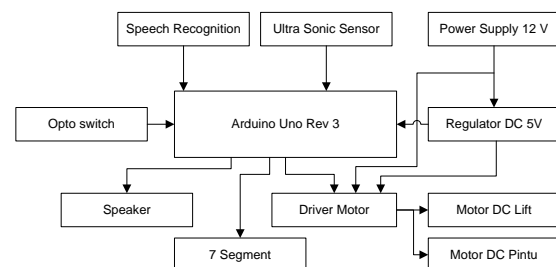 Speech Recognition
Ultra Sonic Sensor
Power Supply 12 V
Opto switch
Arduino Uno Rev 3
Regulator DC 5V
Speaker
Driver Motor
Motor DC Lift
7 Segment
Motor DC Pintu